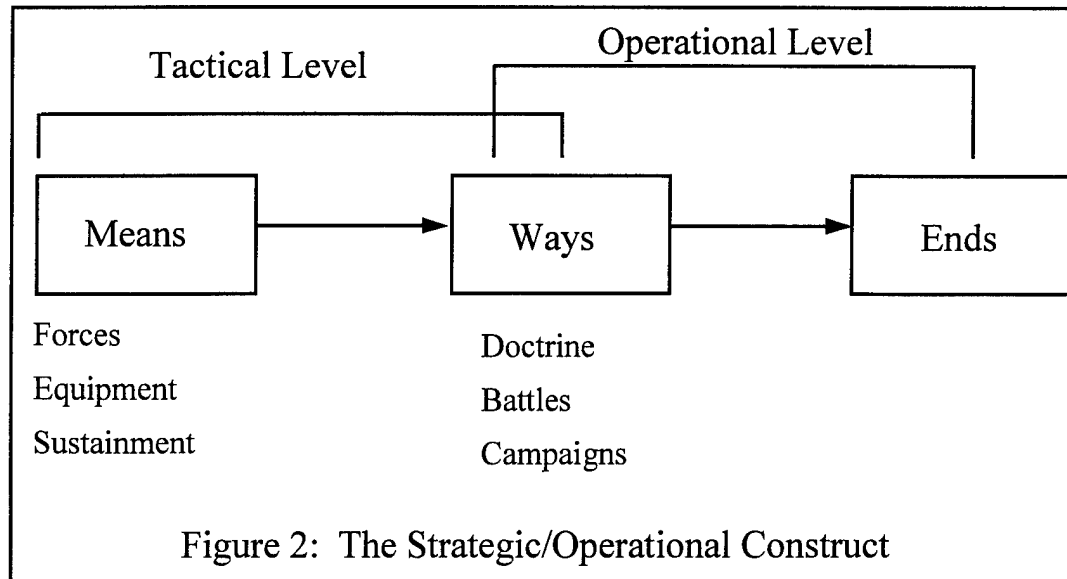 Tactical Level
Operational Level
Means
Ways
Ends
Forces
Equipment
Sustainment
Doctrine
Battles
Campaigns
Figure 2: The Strategic/Operational Construct